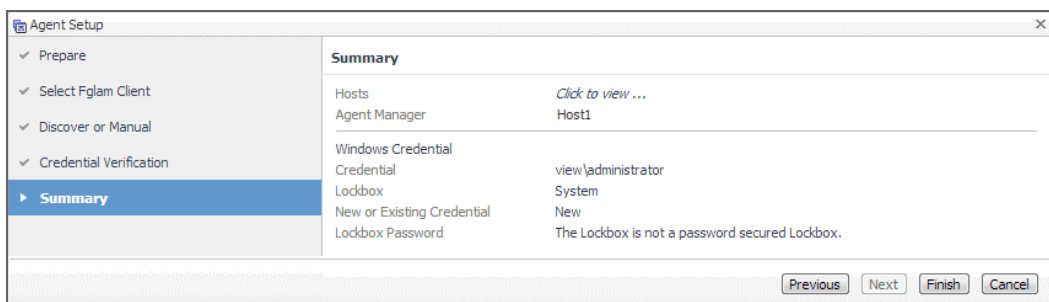 Agent Setup
Prepare
Select Fglam Client
Discover or Manual
Credential Verification
Summary
Summary
Hosts Click to view ...
Agent Manager Host1
Windows Credential
Credential view\administrator
Lockbox System
New or Existing Credential New
Lockbox Password The Lockbox is not a password secured Lockbox.
Previous Next Finish Cancel